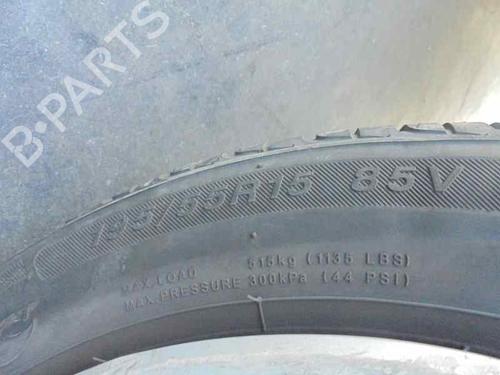 B-PARTS
195/55R15 85V
MAX.LOAD 515kg (1135 LBS)
MAX.PRESSURE 300kPa (44 PSI)